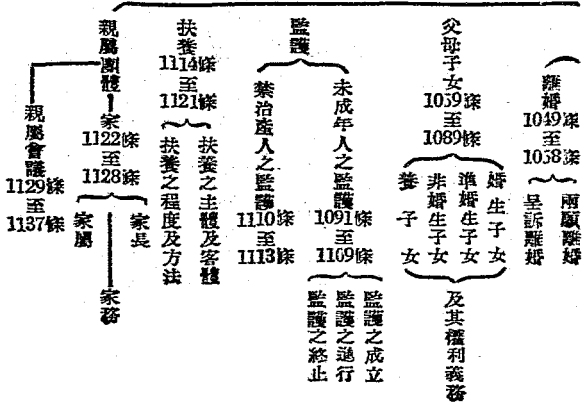 離婚
1049條
至
1058條
兩願離婚
呈訴離婚
父母子女
1059條
至
1089條
婚生子女
準婚生子女
非婚生子女
養子女
及其權利義務
監護
未成年人之監護
1091條
至
1109條
監護之成立
監護之進行
監護之終止
禁治產人之監護
1110條
至
1113條
扶養
1114條
至
1121條
扶養之主體及客體
扶養之程度及方法
親屬團體
家
1122條
至
1128條
家長
家屬
家務
親屬會議
1129條
至
1137條